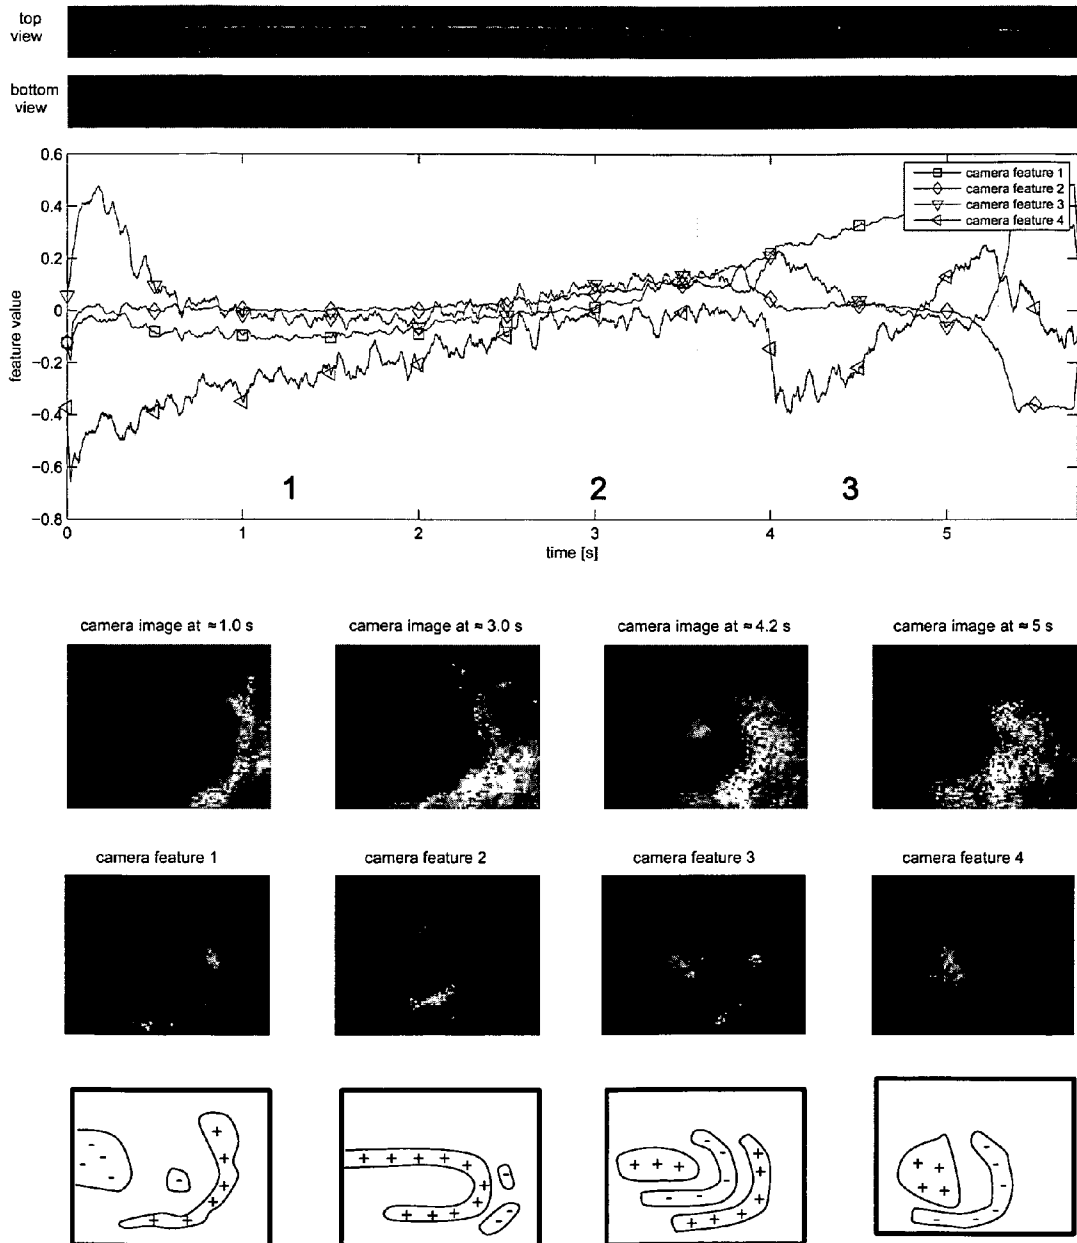 top
view
bottom
view
0.6
0.4
0.2
0
−0.2
−0.4
−0.6
−0.8
feature value
camera feature 1
camera feature 2
camera feature 3
camera feature 4
1
2
3
0
1
2
3
4
5
time [s]
camera image at ≈1.0 s
camera image at ≈ 3.0 s
camera image at ≈4.2 s
camera image at ≈ 5 s
camera feature 1
camera feature 2
camera feature 3
camera feature 4